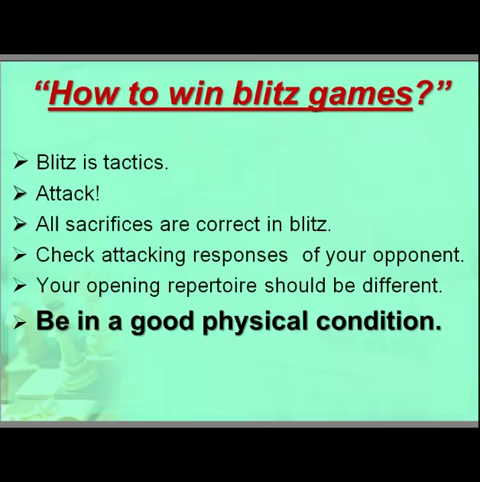 “How to win blitz games?”
➢ Blitz is tactics.
➢ Attack!
➢ All sacrifices are correct in blitz.
➢ Check attacking responses of your opponent.
➢ Your opening repertoire should be different.
➢ Be in a good physical condition.